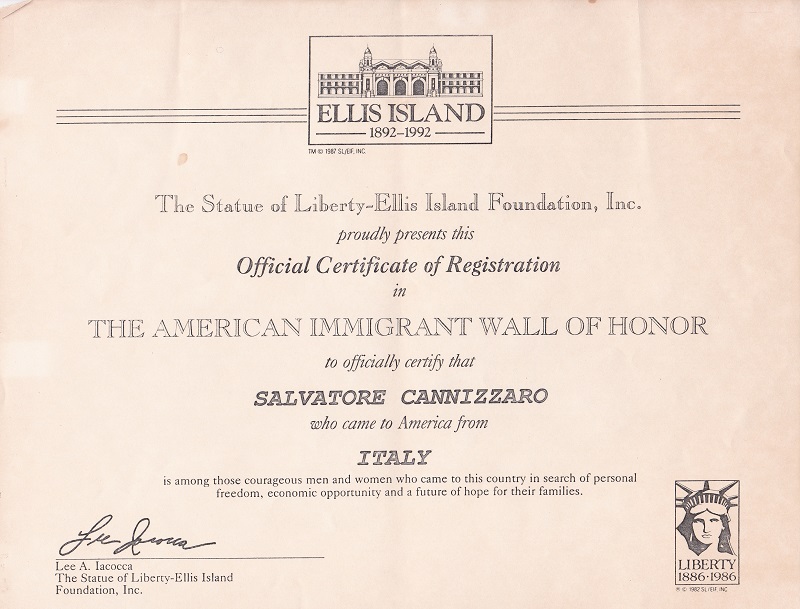 ELLIS ISLAND
1892–1992
TM © 1987 SL/EIF, INC.
The Statue of Liberty-Ellis Island Foundation, Inc.
proudly presents this
Official Certificate of Registration
in
THE AMERICAN IMMIGRANT WALL OF HONOR
to officially certify that
SALVATORE CANNIZZARO
who came to America from
ITALY
is among those courageous men and women who came to this country in search of personal
freedom, economic opportunity and a future of hope for their families.
Lee Iacocca
Lee A. Iacocca
The Statue of Liberty-Ellis Island
Foundation, Inc.
LIBERTY
1886·1986
© 1982 SL/EIF, INC